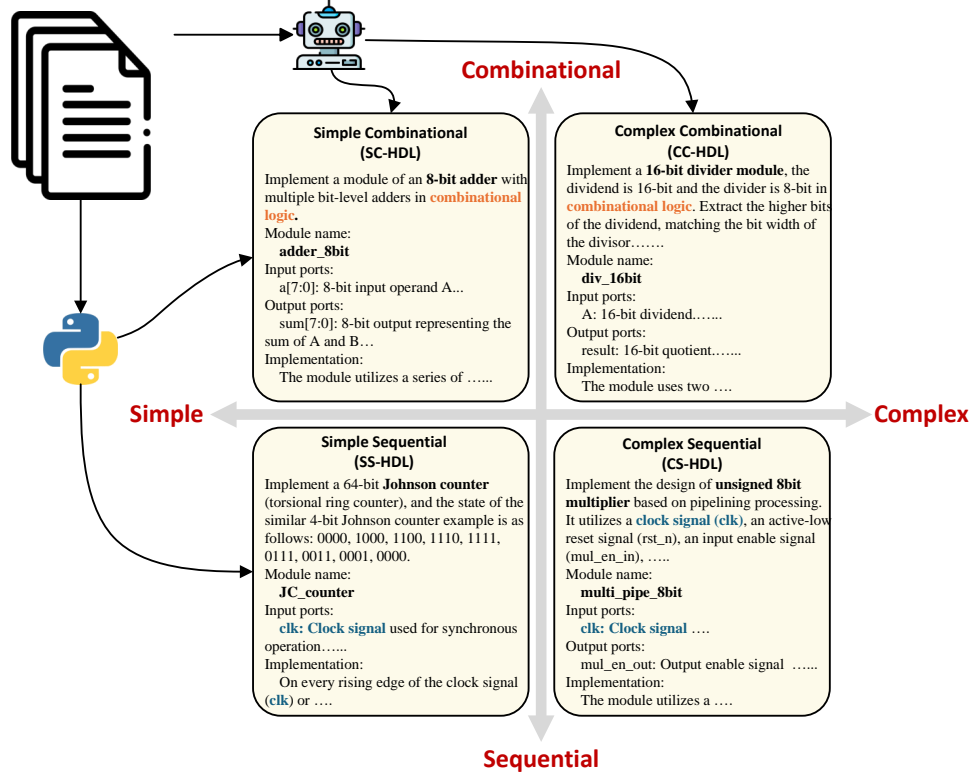 Combinational
Simple Combinational
(SC-HDL)
Implement a module of an 8-bit adder with
multiple bit-level adders in combinational
logic.
Module name:
adder_8bit
Input ports:
a[7:0]: 8-bit input operand A...
Output ports:
sum[7:0]: 8-bit output representing the
sum of A and B…
Implementation:
The module utilizes a series of …...
Complex Combinational
(CC-HDL)
Implement a 16-bit divider module, the
dividend is 16-bit and the divider is 8-bit in
combinational logic. Extract the higher bits
of the dividend, matching the bit width of
the divisor…….
Module name:
div_16bit
Input ports:
A: 16-bit dividend.…...
Output ports:
result: 16-bit quotient.…...
Implementation:
The module uses two ….
Simple
Complex
Simple Sequential
(SS-HDL)
Implement a 64-bit Johnson counter
(torsional ring counter), and the state of the
similar 4-bit Johnson counter example is as
follows: 0000, 1000, 1100, 1110, 1111,
0111, 0011, 0001, 0000.
Module name:
JC_counter
Input ports:
clk: Clock signal used for synchronous
operation…...
Implementation:
On every rising edge of the clock signal
(clk) or ….
Complex Sequential
(CS-HDL)
Implement the design of unsigned 8bit
multiplier based on pipelining processing.
It utilizes a clock signal (clk), an active-low
reset signal (rst_n), an input enable signal
(mul_en_in), …..
Module name:
multi_pipe_8bit
Input ports:
clk: Clock signal ….
Output ports:
mul_en_out: Output enable signal …...
Implementation:
The module utilizes a ….
Sequential